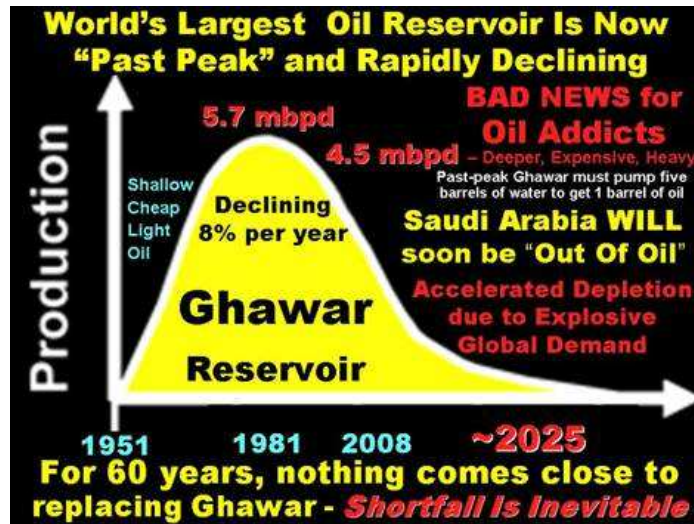 World's Largest Oil Reservoir Is Now
"Past Peak" and Rapidly Declining
Production
5.7 mbpd
BAD NEWS for
Oil Addicts
4.5 mbpd – Deeper, Expensive, Heavy
Past-peak Ghawar must pump five
barrels of water to get 1 barrel of oil
Shallow
Cheap
Light
Oil
Declining
8% per year
Saudi Arabia WILL
soon be "Out Of Oil"
Ghawar
Reservoir
Accelerated Depletion
due to Explosive
Global Demand
1951 1981 2008 ~2025
For 60 years, nothing comes close to
replacing Ghawar - Shortfall Is Inevitable